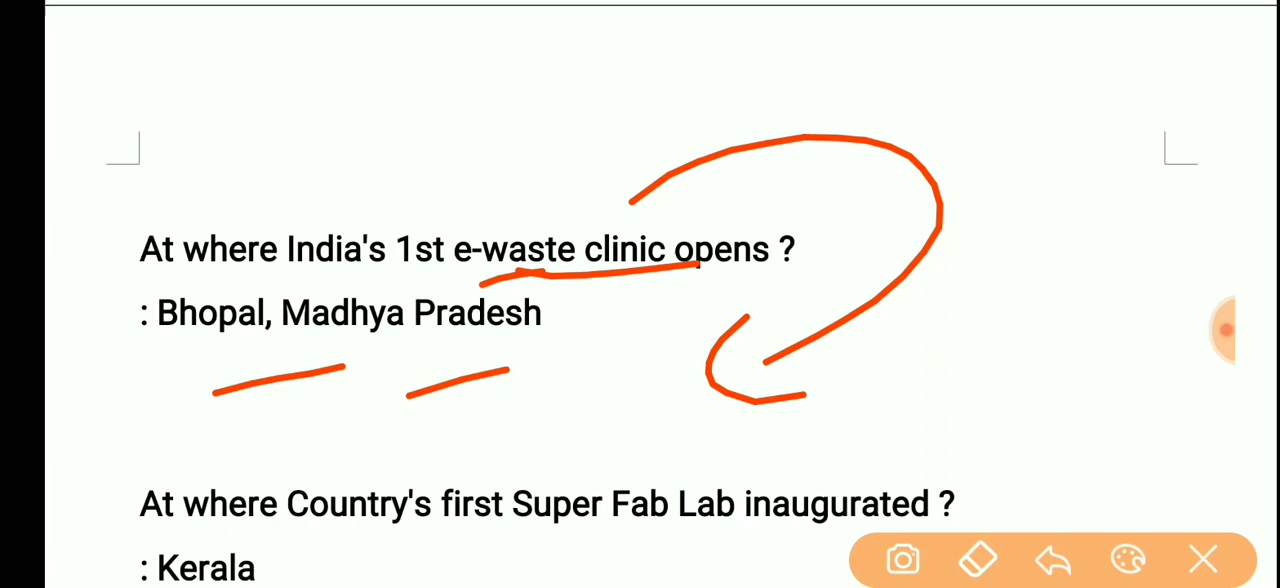 At where India's 1st e-waste clinic opens ?
: Bhopal, Madhya Pradesh
At where Country's first Super Fab Lab inaugurated ?
: Kerala